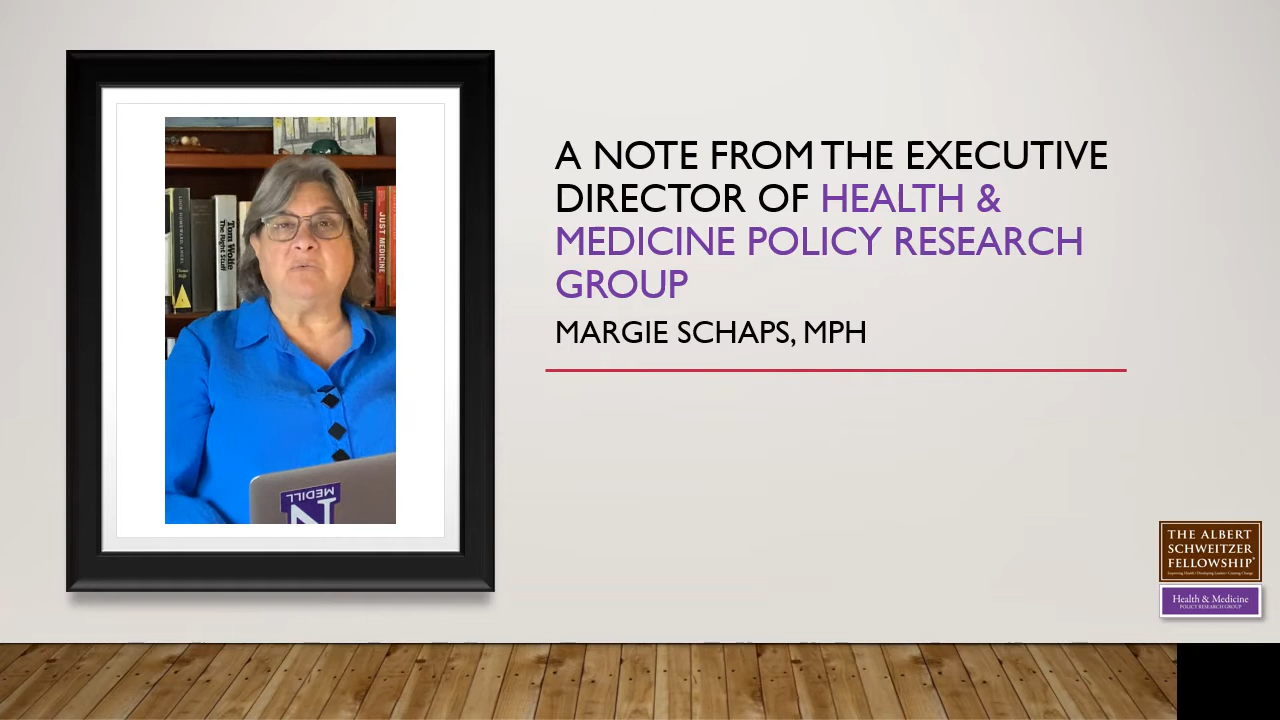 A NOTE FROM THE EXECUTIVE
DIRECTOR OF HEALTH &
MEDICINE POLICY RESEARCH
GROUP
MARGIE SCHAPS, MPH
Tom Wolfe
The Right Stuff
JUST MEDICINE
MEDILL
N
THE ALBERT
SCHWEITZER
FELLOWSHIP
Health & Medicine
POLICY RESEARCH GROUP